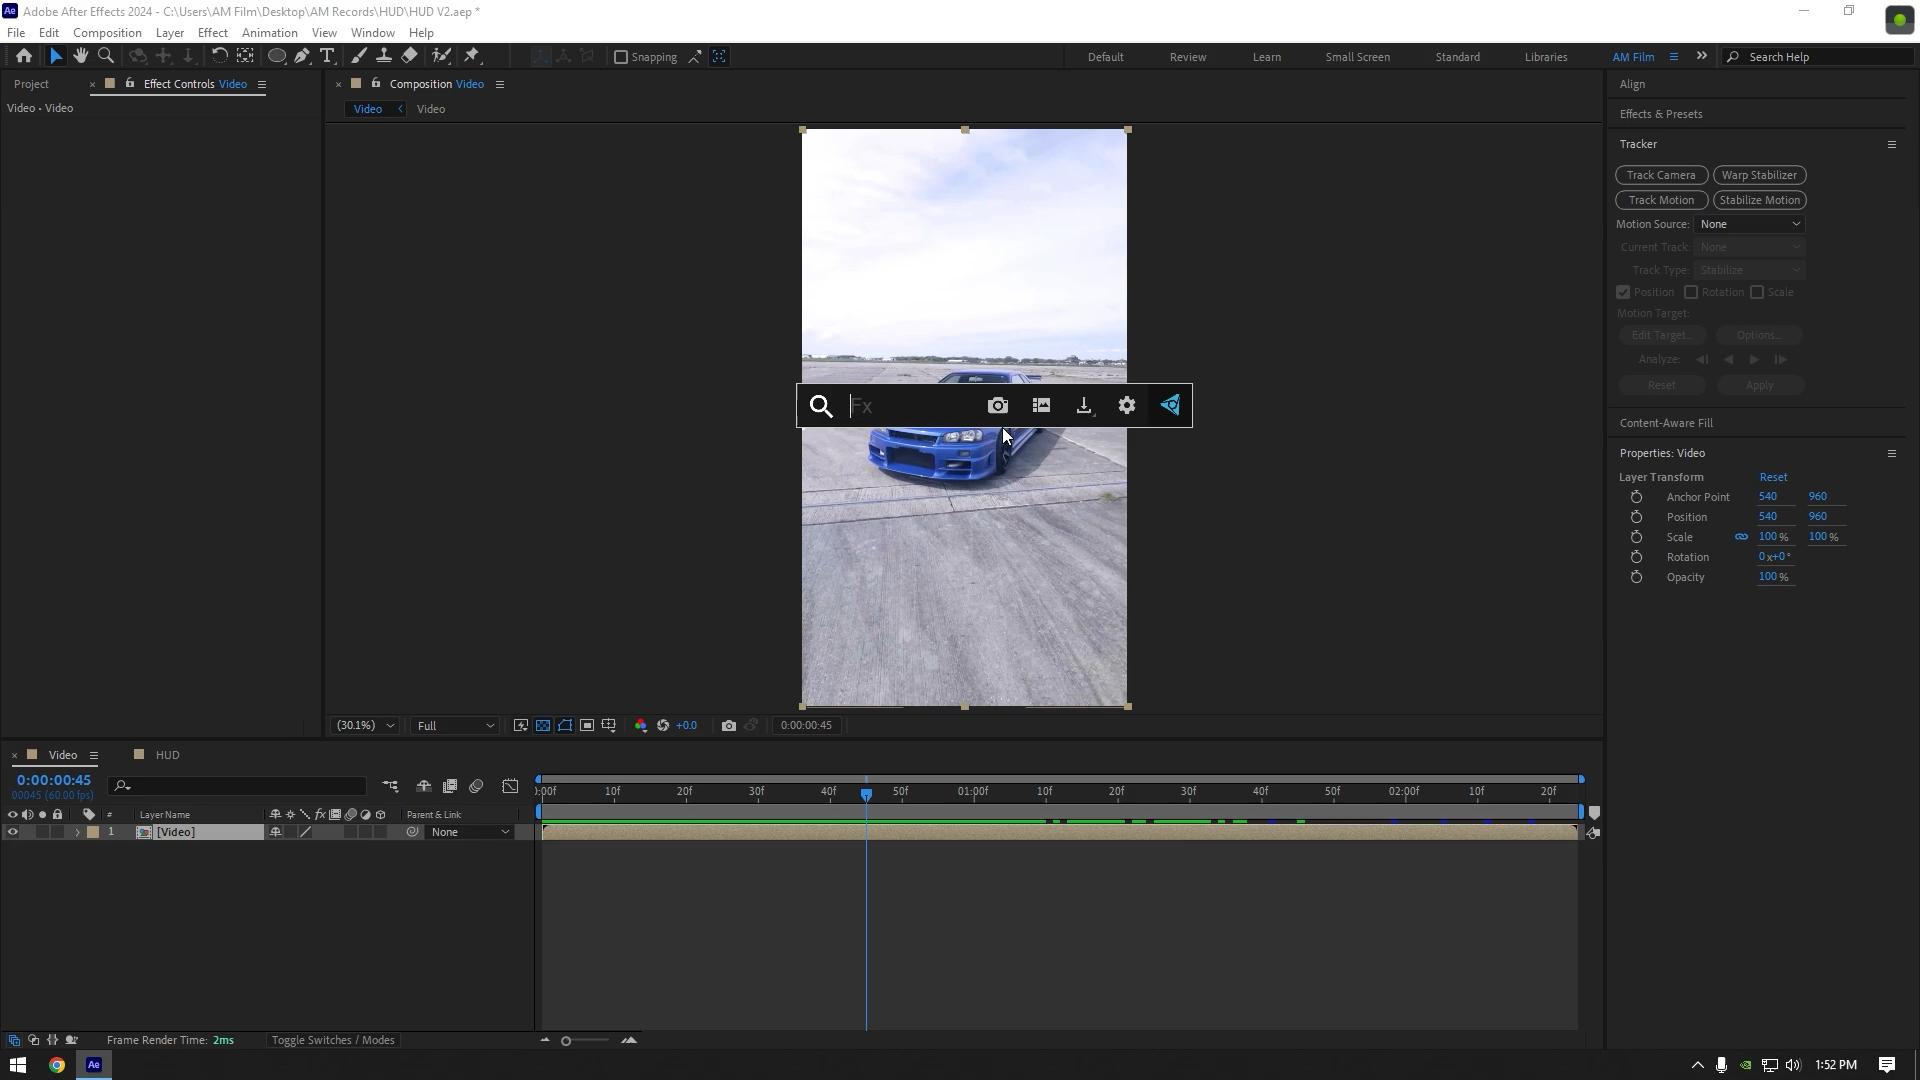 Adobe After Effects 2024 - C:\Users\AM Film\Desktop\AM Records\HUD\HUD V2.aep *
File Edit Composition Layer Effect Animation View Window Help
Snapping
Default Review Learn Small Screen Standard Libraries AM Film Search Help
Project Effect Controls Video
Video • Video
Composition Video
Video Video
Fx
(30.1%) Full +0.0 0:00:00:45
Align
Effects & Presets
Tracker
Track Camera Warp Stabilizer
Track Motion Stabilize Motion
Motion Source: None
Current Track: None
Track Type: Stabilize
Position Rotation Scale
Motion Target:
Edit Target... Options...
Analyze:
Reset Apply
Content-Aware Fill
Properties: Video
Layer Transform Reset
Anchor Point 540 960
Position 540 960
Scale 100 % 100 %
Rotation 0x+0°
Opacity 100 %
Video HUD
0:00:00:45
00045 (60.00 fps)
:00f 10f 20f 30f 40f 50f 01:00f 10f 20f 30f 40f 50f 02:00f 10f 20f
# Layer Name fx Parent & Link
1 [Video] None
Frame Render Time: 2ms Toggle Switches / Modes
Ae 1:52 PM